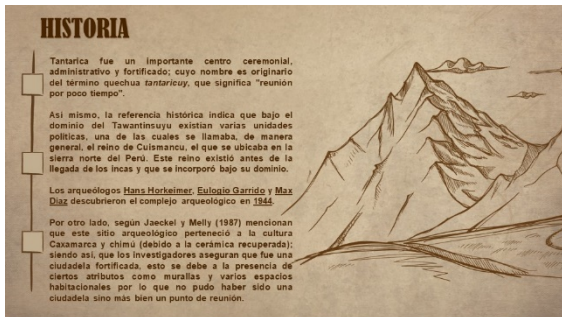 HISTORIA
Tantarica fue un importante centro ceremonial,
administrativo y fortificado; cuyo nombre es originario
del término quechua tantaricuy, que significa "reunión
por poco tiempo".
Asi mismo, la referencia histórica indica que bajo el
dominio del Tawantinsuyu existían varias unidades
políticas, una de las cuales se llamaba, de manera
general, el reino de Cuismancu, el que se ubicaba en la
sierra norte del Perú. Este reino existió antes de la
llegada de los incas y que se incorporó bajo su dominio.
Los arqueólogos Hans Horkeimer, Eulogio Garrido y Max
Díaz descubrieron el complejo arqueológico en 1944.
Por otro lado, según Jaeckel y Melly (1987) mencionan
que este sitio arqueológico perteneció a la cultura
Caxamarca y chimú (debido a la cerámica recuperada);
siendo así, que los investigadores aseguran que fue una
ciudadela fortificada, esto se debe a la presencia de
ciertos atributos como murallas y varios espacios
habitacionales por lo que no pudo haber sido una
ciudadela sino más bien un punto de reunión.